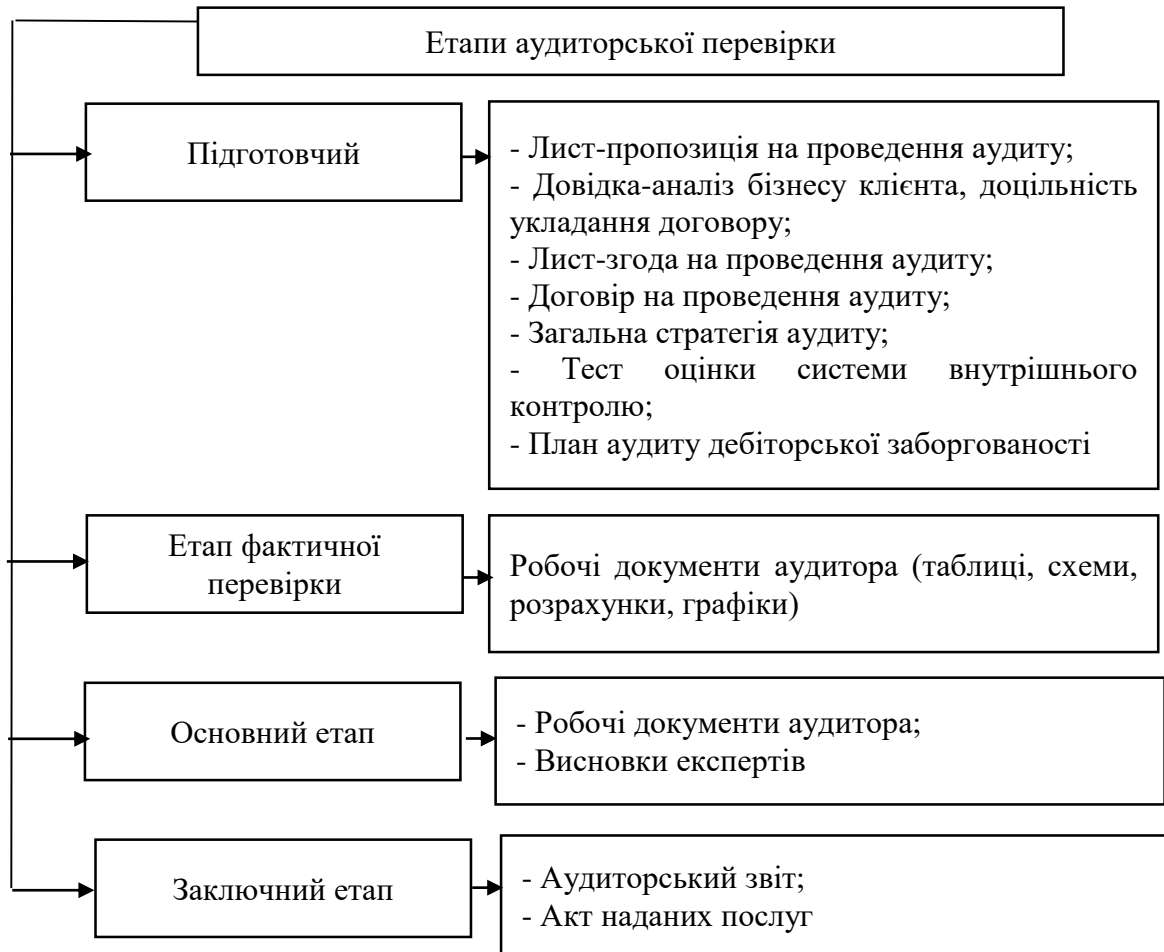 Етапи аудиторської перевірки
Підготовчий
- Лист-пропозиція на проведення аудиту;
- Довідка-аналіз бізнесу клієнта, доцільність
укладання договору;
- Лист-згода на проведення аудиту;
- Договір на проведення аудиту;
- Загальна стратегія аудиту;
- Тест оцінки системи внутрішнього
контролю;
- План аудиту дебіторської заборгованості
Етап фактичної
перевірки
Робочі документи аудитора (таблиці, схеми,
розрахунки, графіки)
Основний етап
- Робочі документи аудитора;
- Висновки експертів
Заключний етап
- Аудиторський звіт;
- Акт наданих послуг